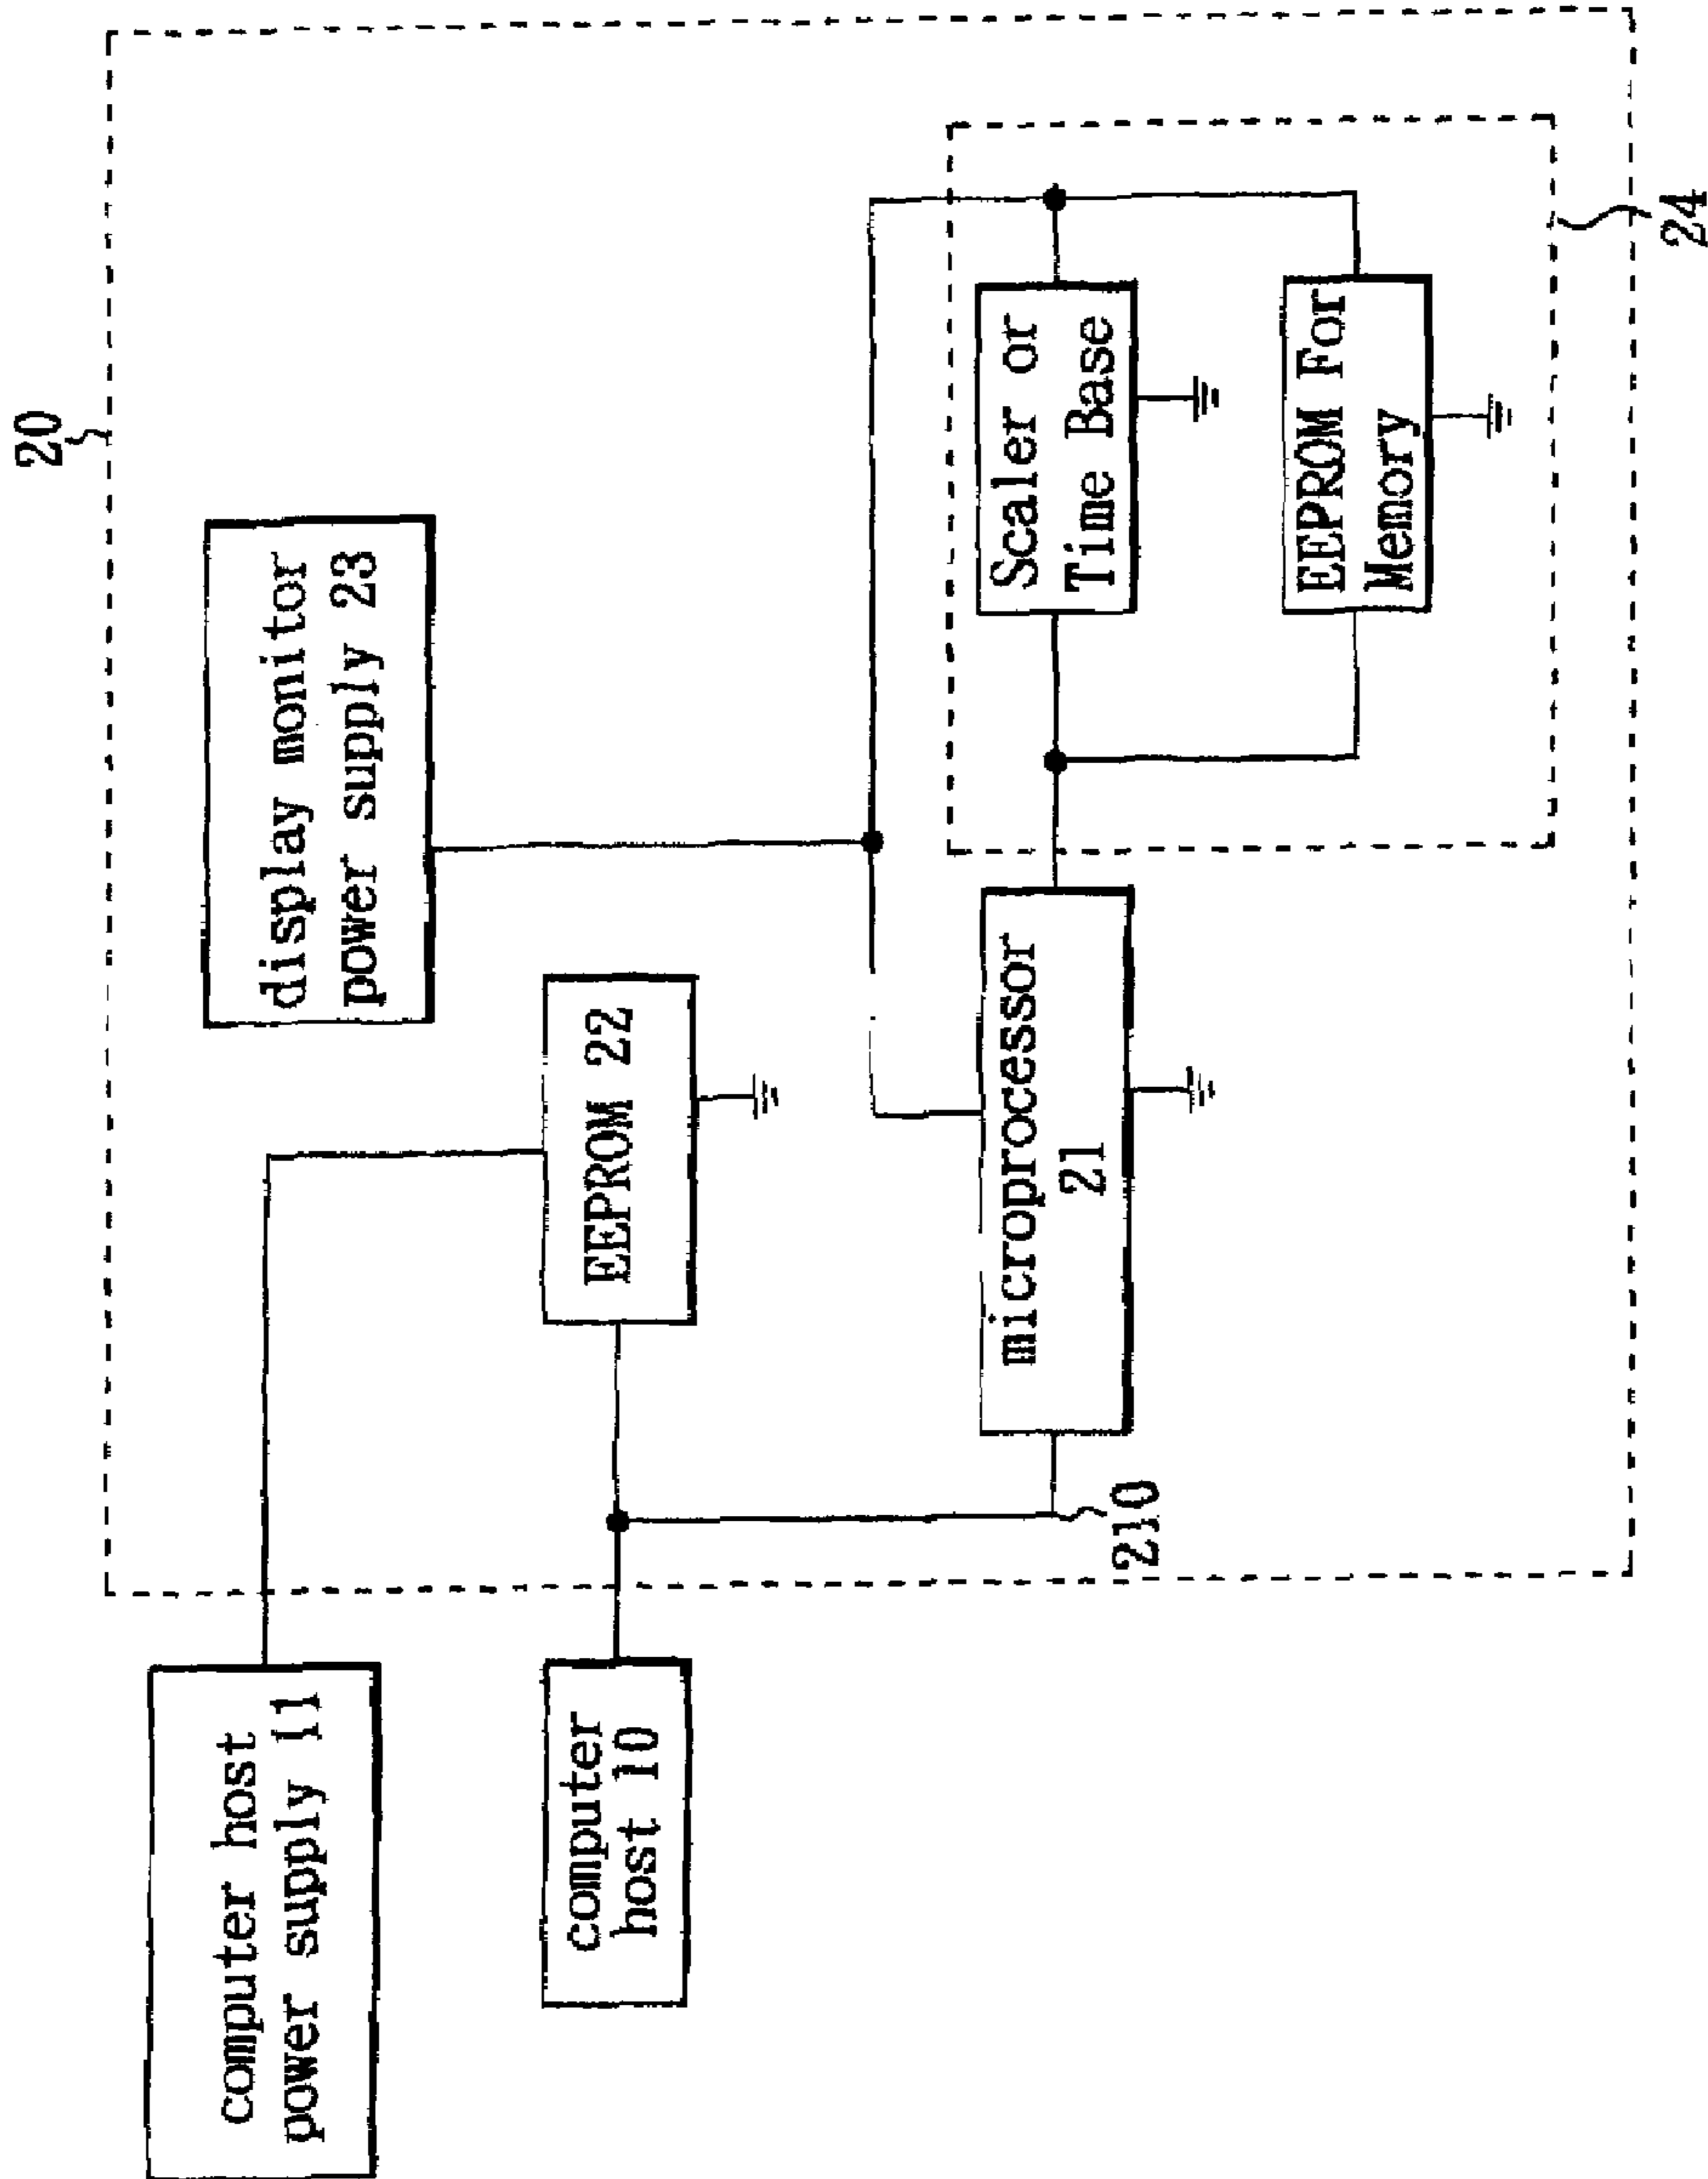 20
computer host
power supply 11
display monitor
power supply 23
computer
host 10
EEPROM 22
210
microprocessor
21
Scaler or
Time Base
EEPROM For
Memory
24